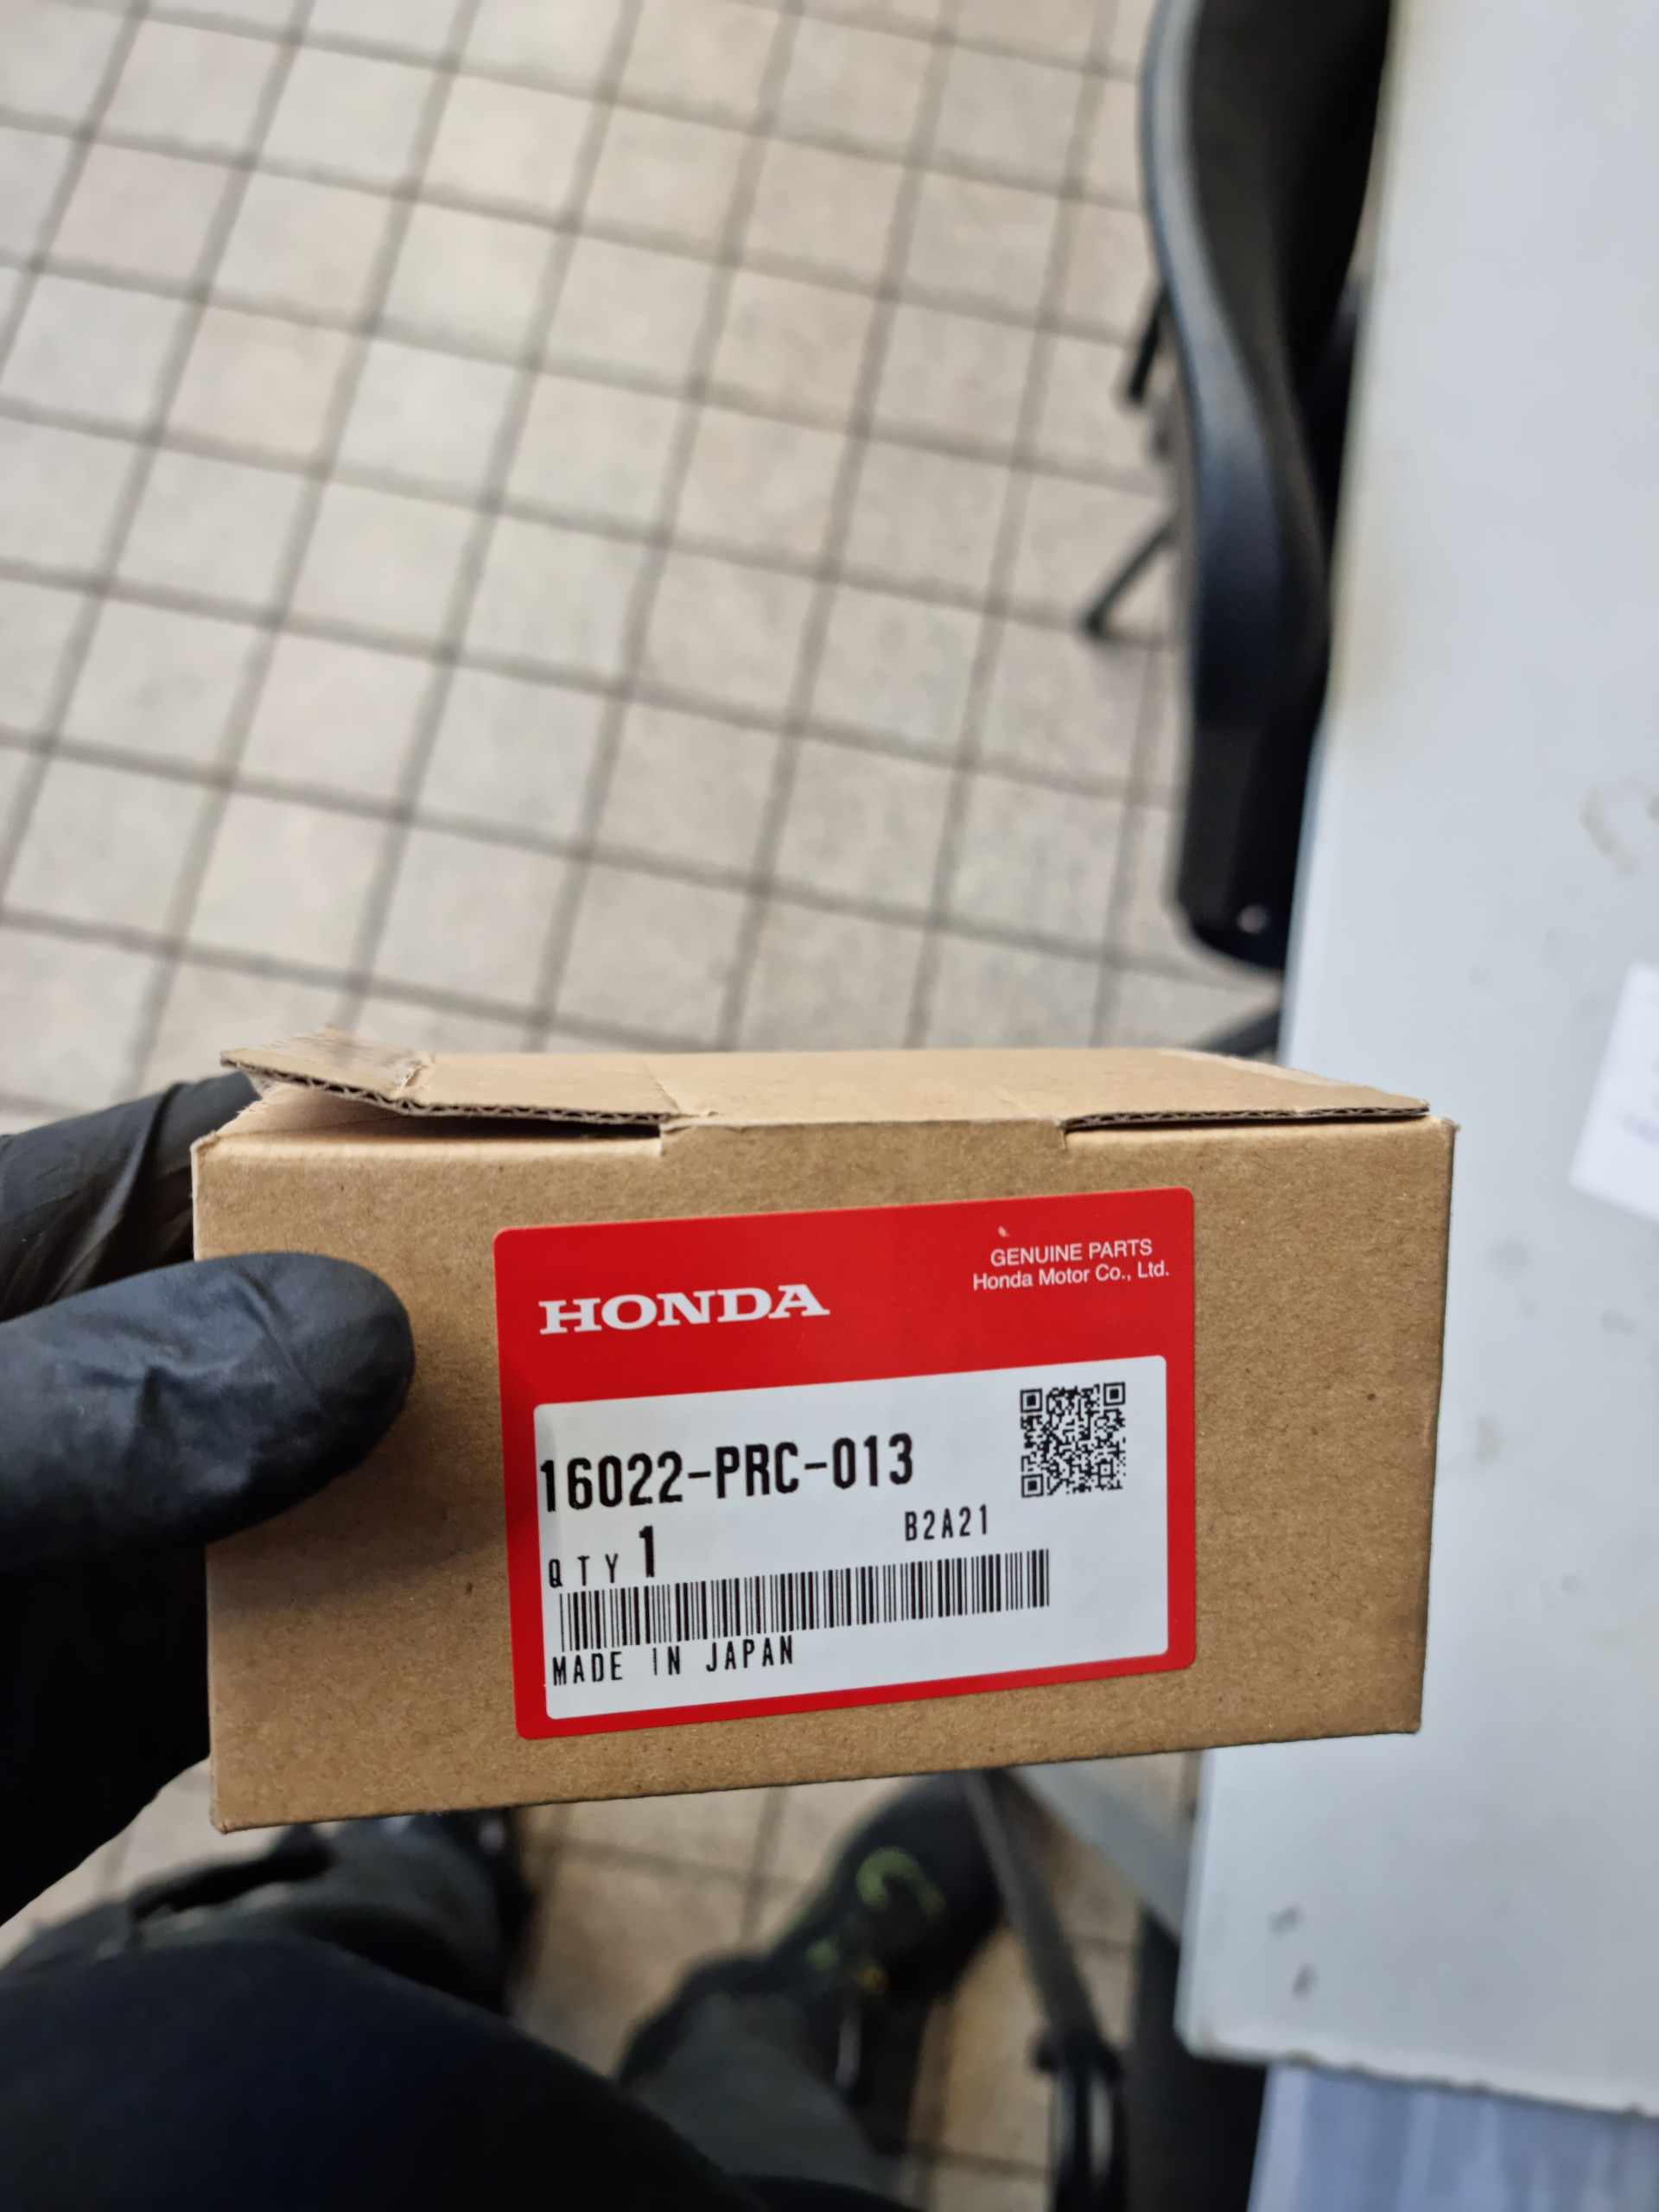 GENUINE PARTS
Honda Motor Co., Ltd.
HONDA
16022-PRC-013
B2A21
QTY 1
MADE IN JAPAN